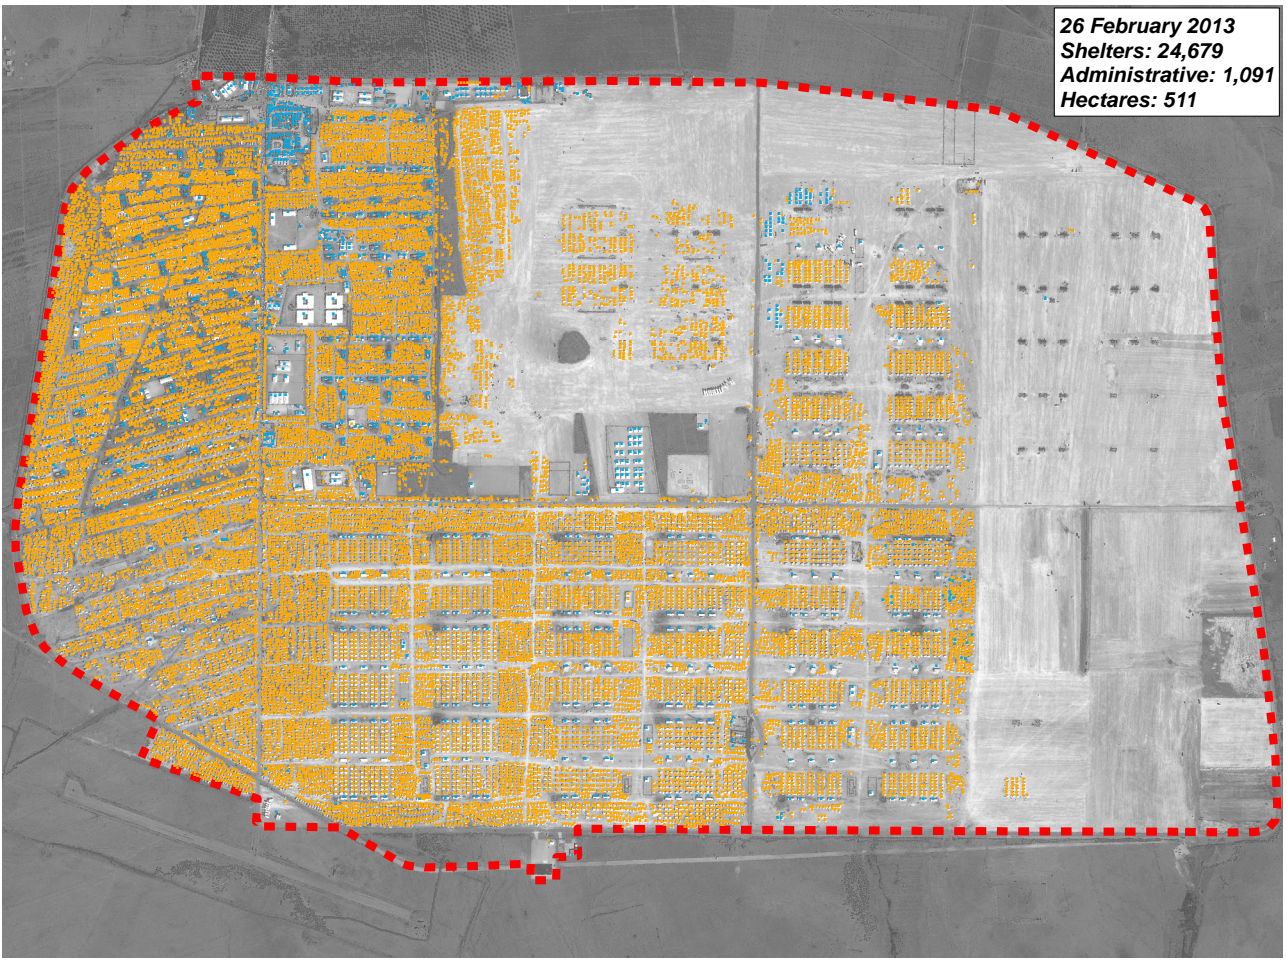 26 February 2013
Shelters: 24,679
Administrative: 1,091
Hectares: 511